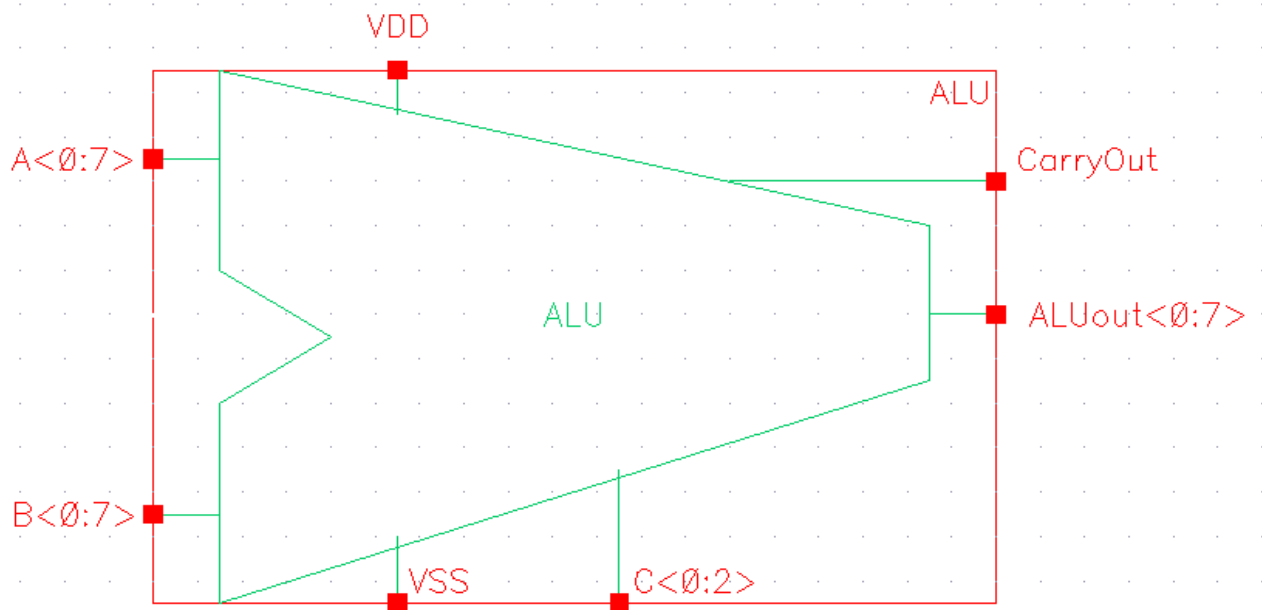 VDD
ALU
A<0:7>
CarryOut
ALU
ALUout<0:7>
B<0:7>
VSS
C<0:2>